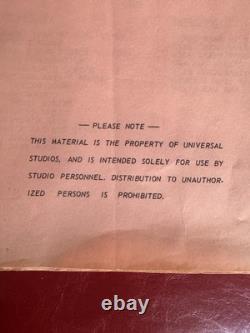 — PLEASE NOTE —
THIS MATERIAL IS THE PROPERTY OF UNIVERSAL
STUDIOS, AND IS INTENDED SOLELY FOR USE BY
STUDIO PERSONNEL. DISTRIBUTION TO UNAUTHOR-
IZED PERSONS IS PROHIBITED.
ebay